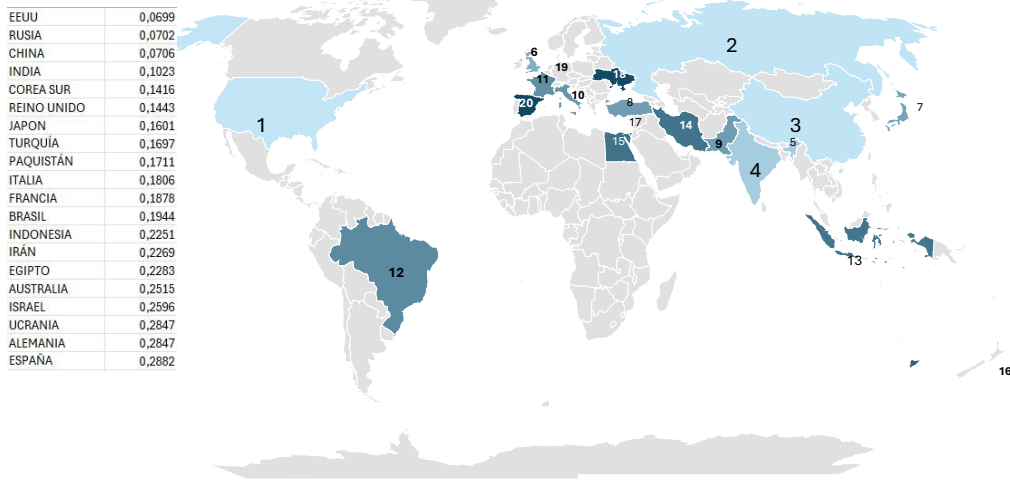 EEUU 0,0699
RUSIA 0,0702
CHINA 0,0706
INDIA 0,1023
COREA SUR 0,1416
REINO UNIDO 0,1443
JAPON 0,1601
TURQUÍA 0,1697
PAQUISTÁN 0,1711
ITALIA 0,1806
FRANCIA 0,1878
BRASIL 0,1944
INDONESIA 0,2251
IRÁN 0,2269
EGIPTO 0,2283
AUSTRALIA 0,2515
ISRAEL 0,2596
UCRANIA 0,2847
ALEMANIA 0,2847
ESPAÑA 0,2882
2
6
19
18
11
10
20
8
7
1
17
14
3
15
9
5
4
12
13
16